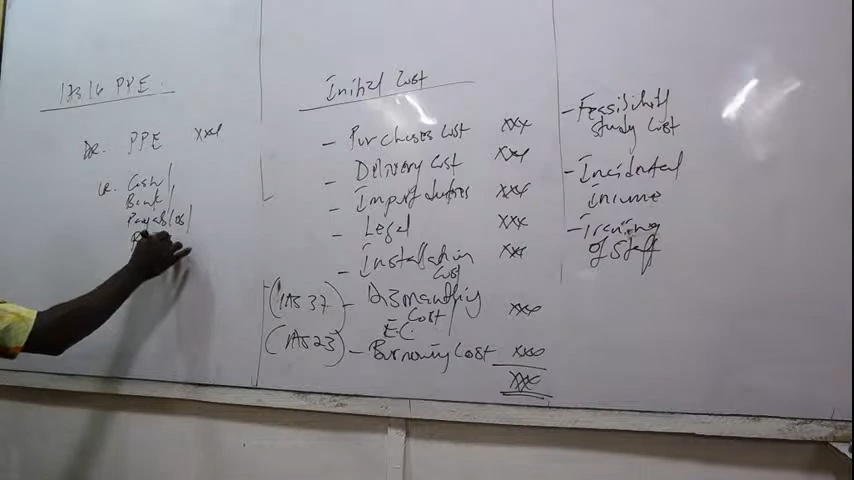 IAS 16 PPE:
DR. PPE xxx
CR. Cash/
Bank/
Payables/
Initial Cost
- Purchases Cost xxx
- Delivery Cost xxx
- Import duties xxx
- Legal xxx
- Installation xxx
Cost
(IAS 37) - Dismantling
Cost/ xxx
EC.
(IAS 23) - Borrowing Cost xxx
xxx
- Feasibility
Study Cost
- Incidental
Income
- Training
of Staff